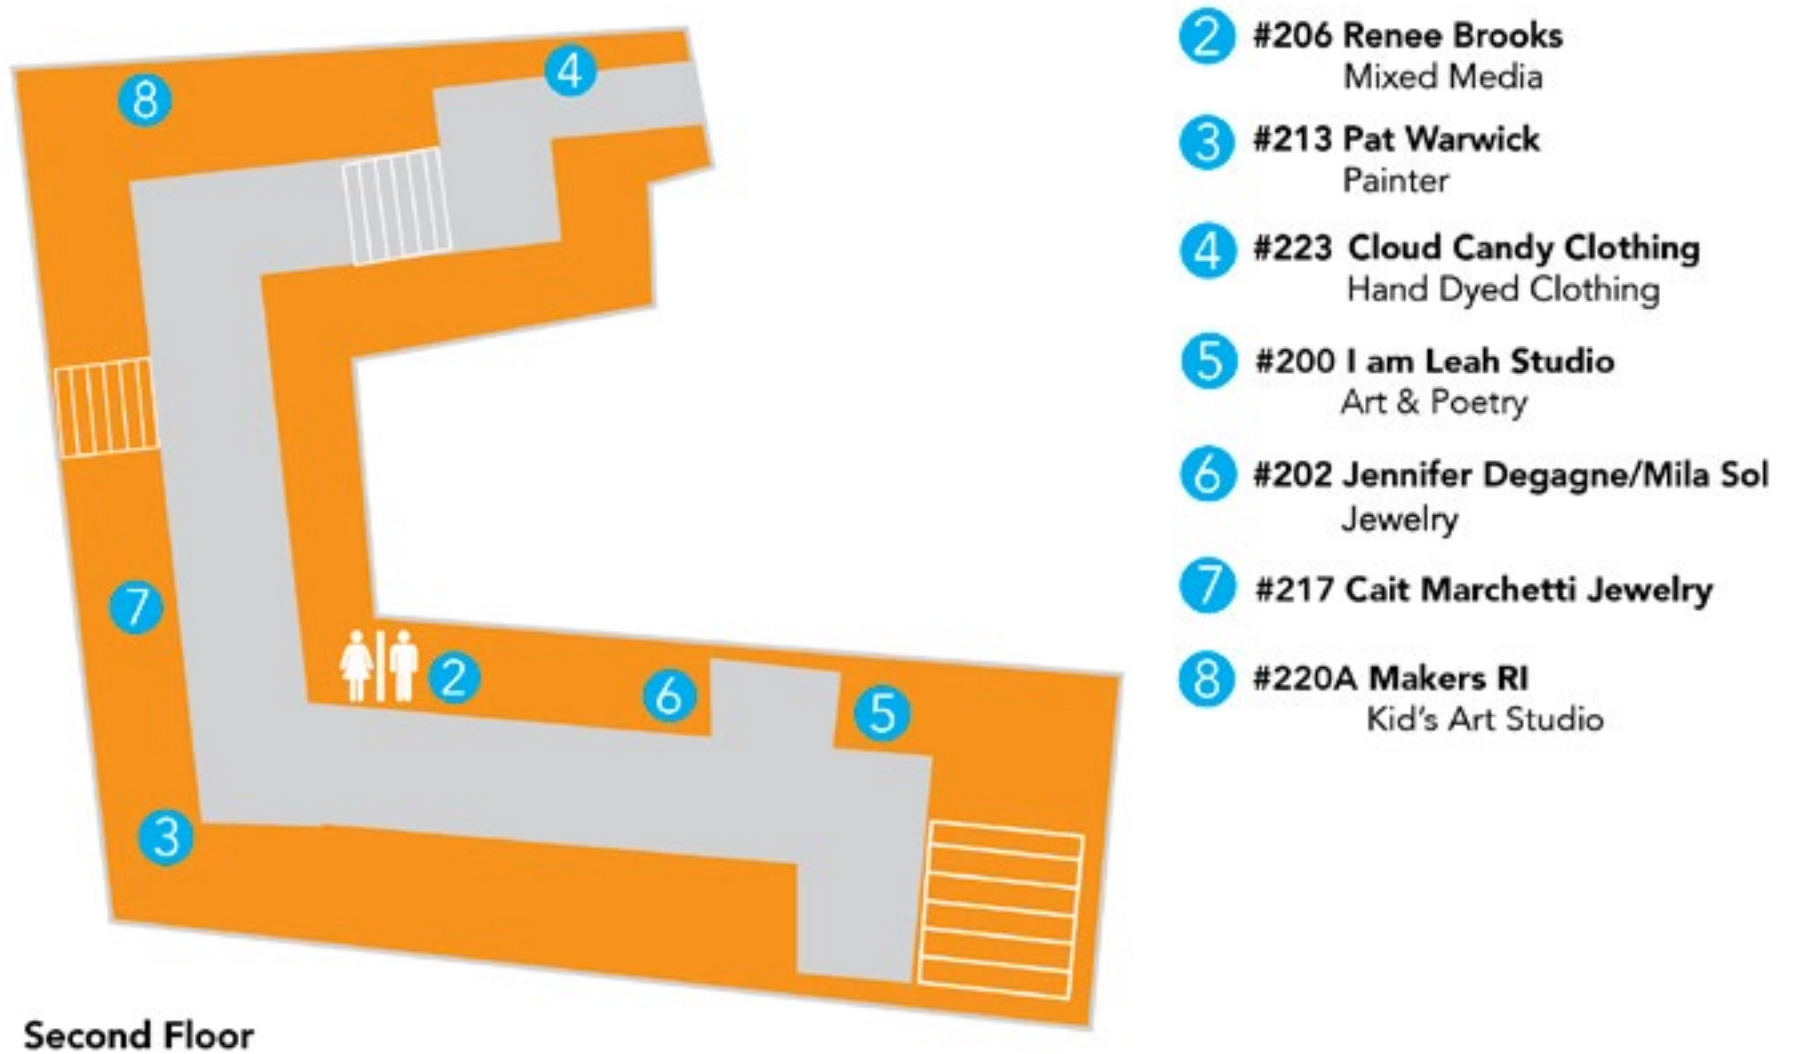 8
4
7
2
6
5
3
Second Floor
2 #206 Renee Brooks
Mixed Media
3 #213 Pat Warwick
Painter
4 #223 Cloud Candy Clothing
Hand Dyed Clothing
5 #200 I am Leah Studio
Art & Poetry
6 #202 Jennifer Degagne/Mila Sol
Jewelry
7 #217 Cait Marchetti Jewelry
8 #220A Makers RI
Kid's Art Studio